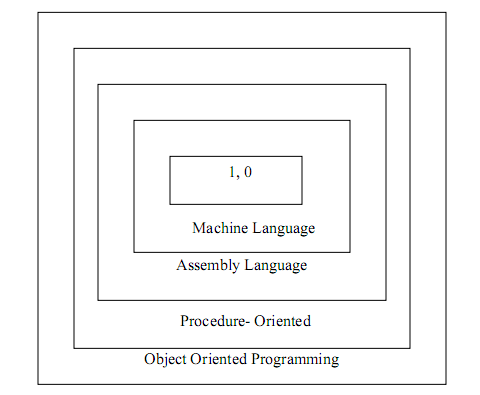 1, 0
Machine Language
Assembly Language
Procedure- Oriented
Object Oriented Programming